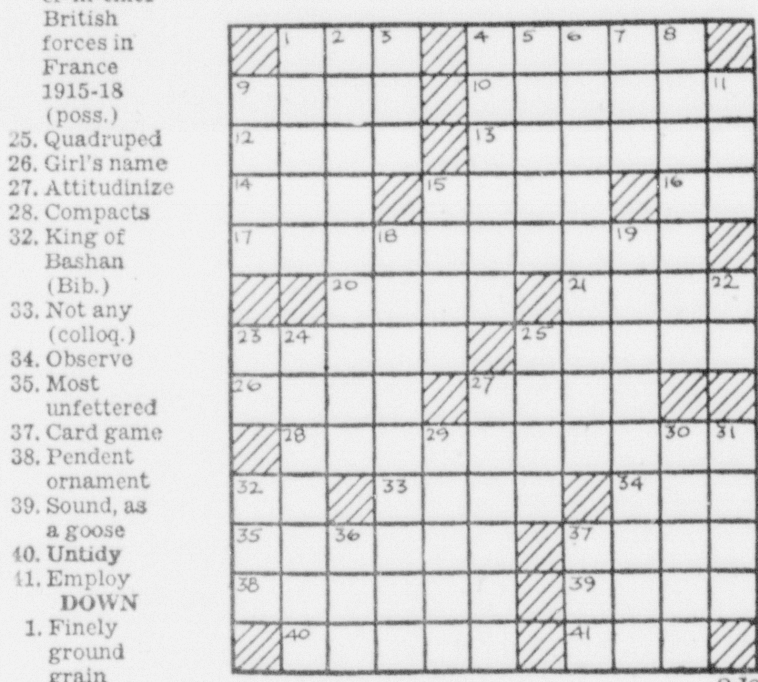 British
forces in
France
1915-18
(poss.)
25. Quadruped
26. Girl's name
27. Attitudinize
28. Compacts
32. King of
Bashan
(Bib.)
33. Not any
(colloq.)
34. Observe
35. Most
unfettered
37. Card game
38. Pendent
ornament
39. Sound, as
a goose
40. Untidy
41. Employ
DOWN
1. Finely
ground
grain
1 2 3 4 5 6 7 8
9 10 11
12 13
14 15 16
17 18 19
20 21 22
23 24 25
26 27
28 29 30 31
32 33 34
35 36 37
38 39
40 41